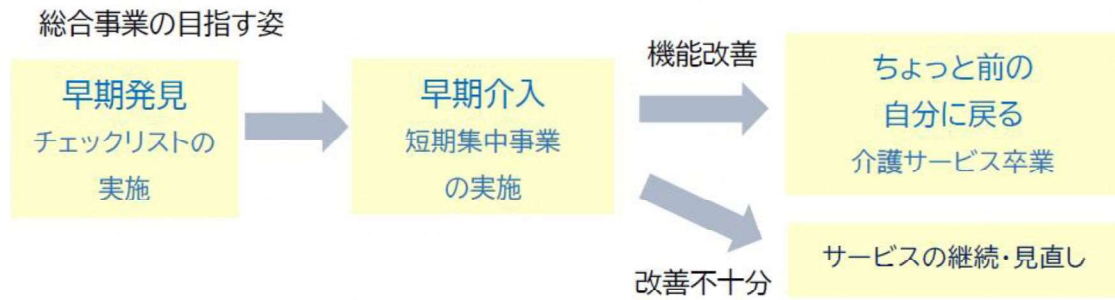 総合事業の目指す姿
早期発見
チェックリストの
実施
早期介入
短期集中事業
の実施
機能改善
ちょっと前の
自分に戻る
介護サービス卒業
改善不十分
サービスの継続・見直し